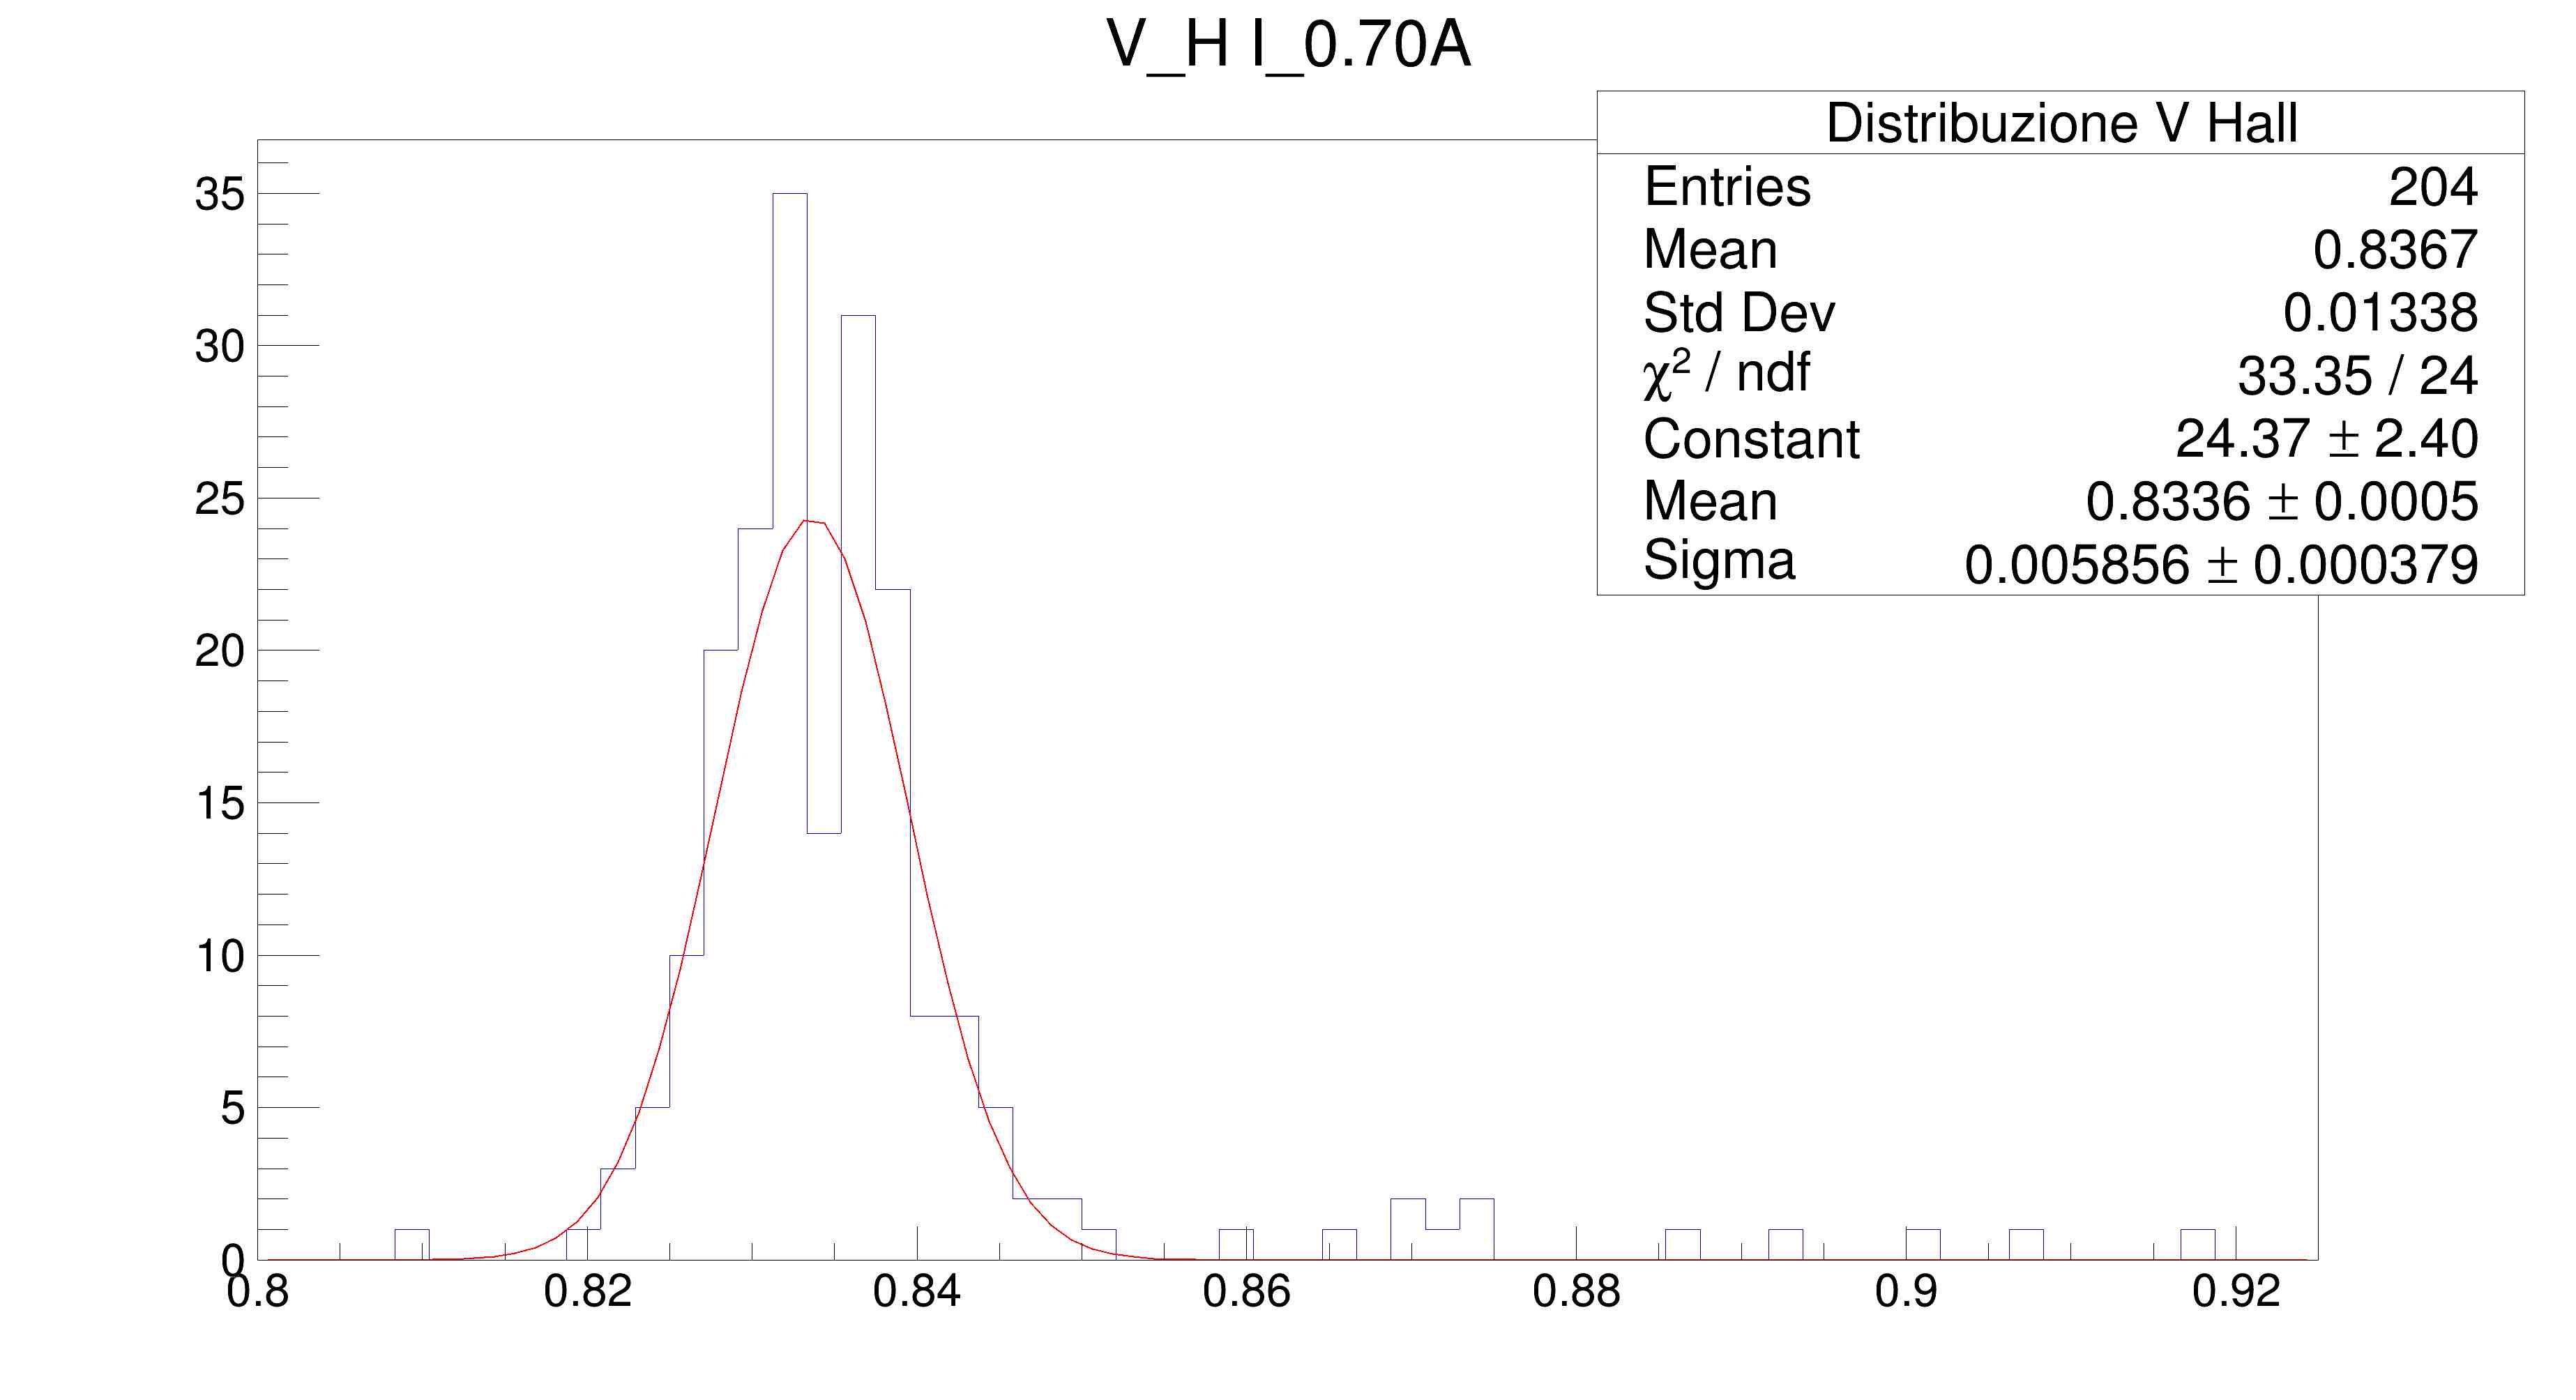 V_H I_0.70A
Distribuzione V Hall
Entries 204
Mean 0.8367
Std Dev 0.01338
χ² / ndf 33.35 / 24
Constant 24.37 ± 2.40
Mean 0.8336 ± 0.0005
Sigma 0.005856 ± 0.000379
35
30
25
20
15
10
5
0
0.8 0.82 0.84 0.86 0.88 0.9 0.92